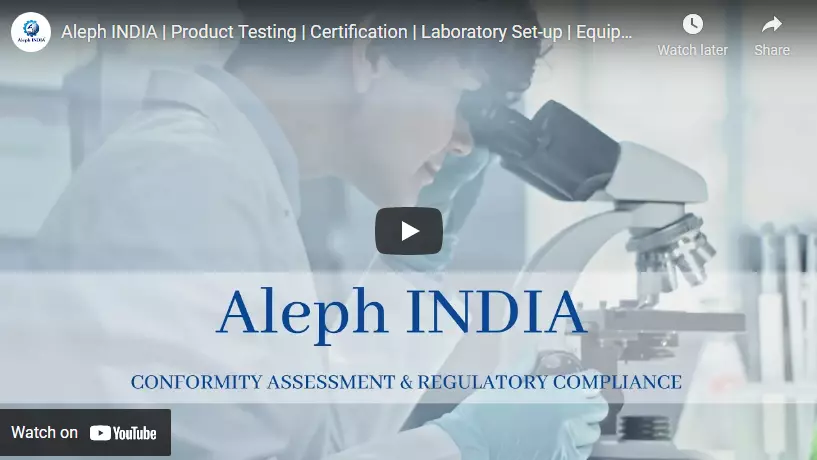 Aleph INDIA
Aleph INDIA | Product Testing | Certification | Laboratory Set-up | Equip...
Watch later
Share
Aleph INDIA
CONFORMITY ASSESSMENT & REGULATORY COMPLIANCE
Watch on YouTube